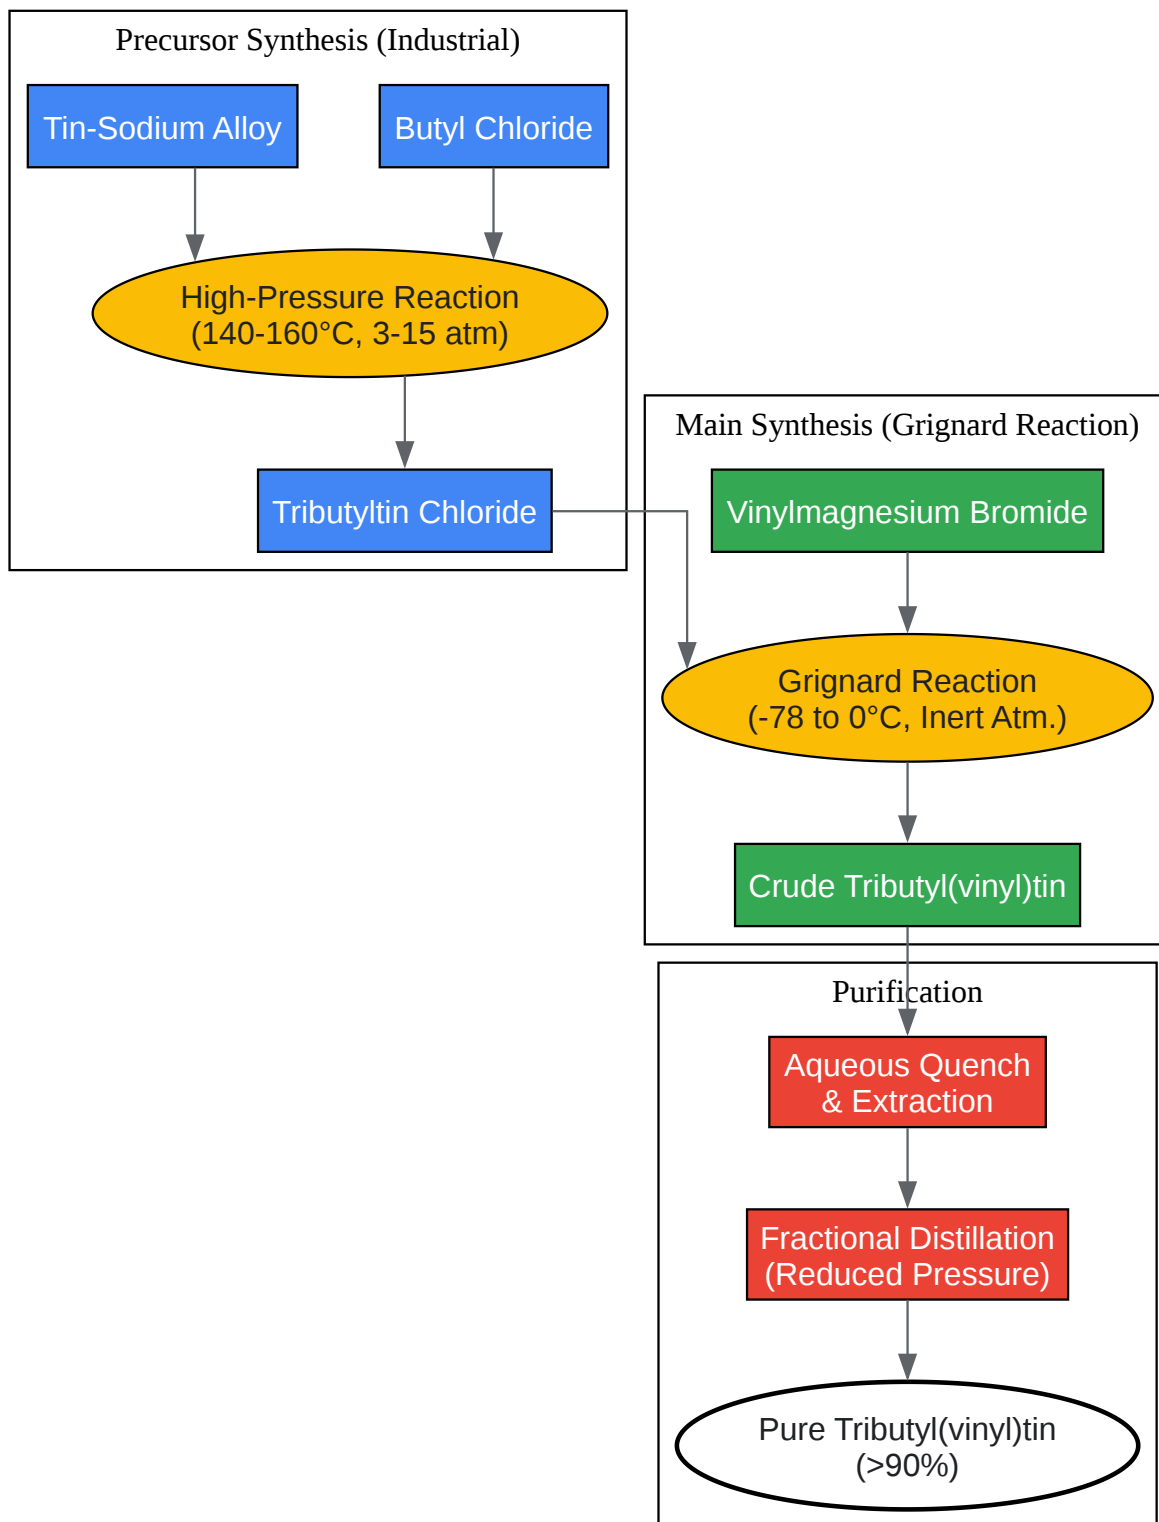 Precursor Synthesis (Industrial)
Tin-Sodium Alloy
Butyl Chloride
High-Pressure Reaction
(140-160°C, 3-15 atm)
Tributyltin Chloride
Main Synthesis (Grignard Reaction)
Vinylmagnesium Bromide
Grignard Reaction
(-78 to 0°C, Inert Atm.)
Crude Tributyl(vinyl)tin
Purification
Aqueous Quench
& Extraction
Fractional Distillation
(Reduced Pressure)
Pure Tributyl(vinyl)tin
(>90%)